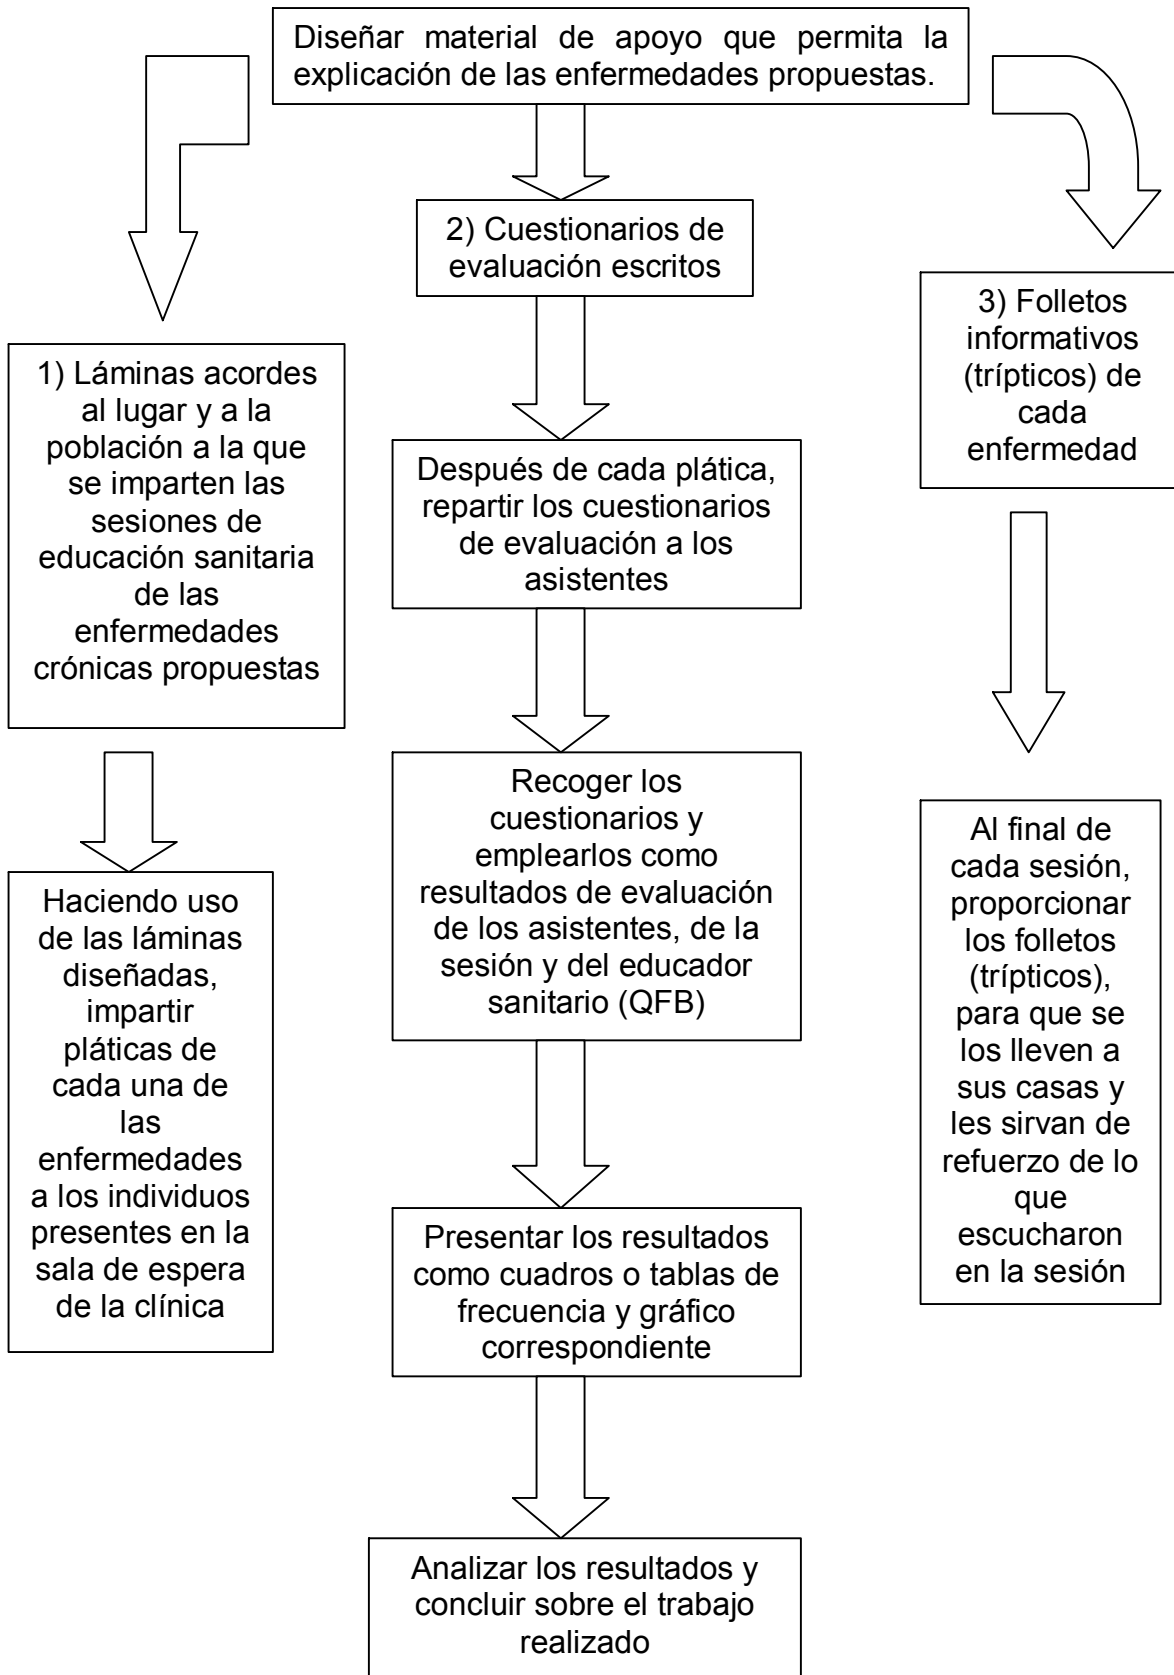 Diseñar material de apoyo que permita la
explicación de las enfermedades propuestas.
1) Láminas acordes
al lugar y a la
población a la que
se imparten las
sesiones de
educación sanitaria
de las
enfermedades
crónicas propuestas
Haciendo uso
de las láminas
diseñadas,
impartir
pláticas de
cada una de
las
enfermedades
a los individuos
presentes en la
sala de espera
de la clínica
2) Cuestionarios de
evaluación escritos
Después de cada plática,
repartir los cuestionarios
de evaluación a los
asistentes
Recoger los
cuestionarios y
emplearlos como
resultados de evaluación
de los asistentes, de la
sesión y del educador
sanitario (QFB)
Presentar los resultados
como cuadros o tablas de
frecuencia y gráfico
correspondiente
Analizar los resultados y
concluir sobre el trabajo
realizado
3) Folletos
informativos
(trípticos) de
cada
enfermedad
Al final de
cada sesión,
proporcionar
los folletos
(trípticos),
para que se
los lleven a
sus casas y
les sirvan de
refuerzo de lo
que
escucharon
en la sesión